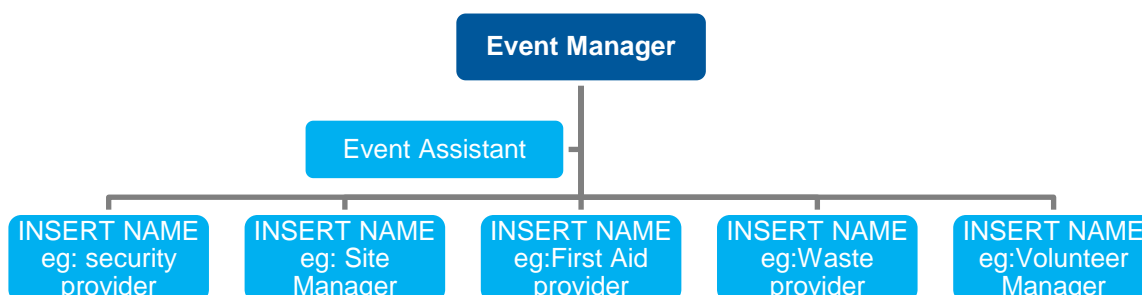 Event Manager
Event Assistant
INSERT NAME
eg: security
provider
INSERT NAME
eg: Site
Manager
INSERT NAME
eg:First Aid
provider
INSERT NAME
eg:Waste
provider
INSERT NAME
eg:Volunteer
Manager